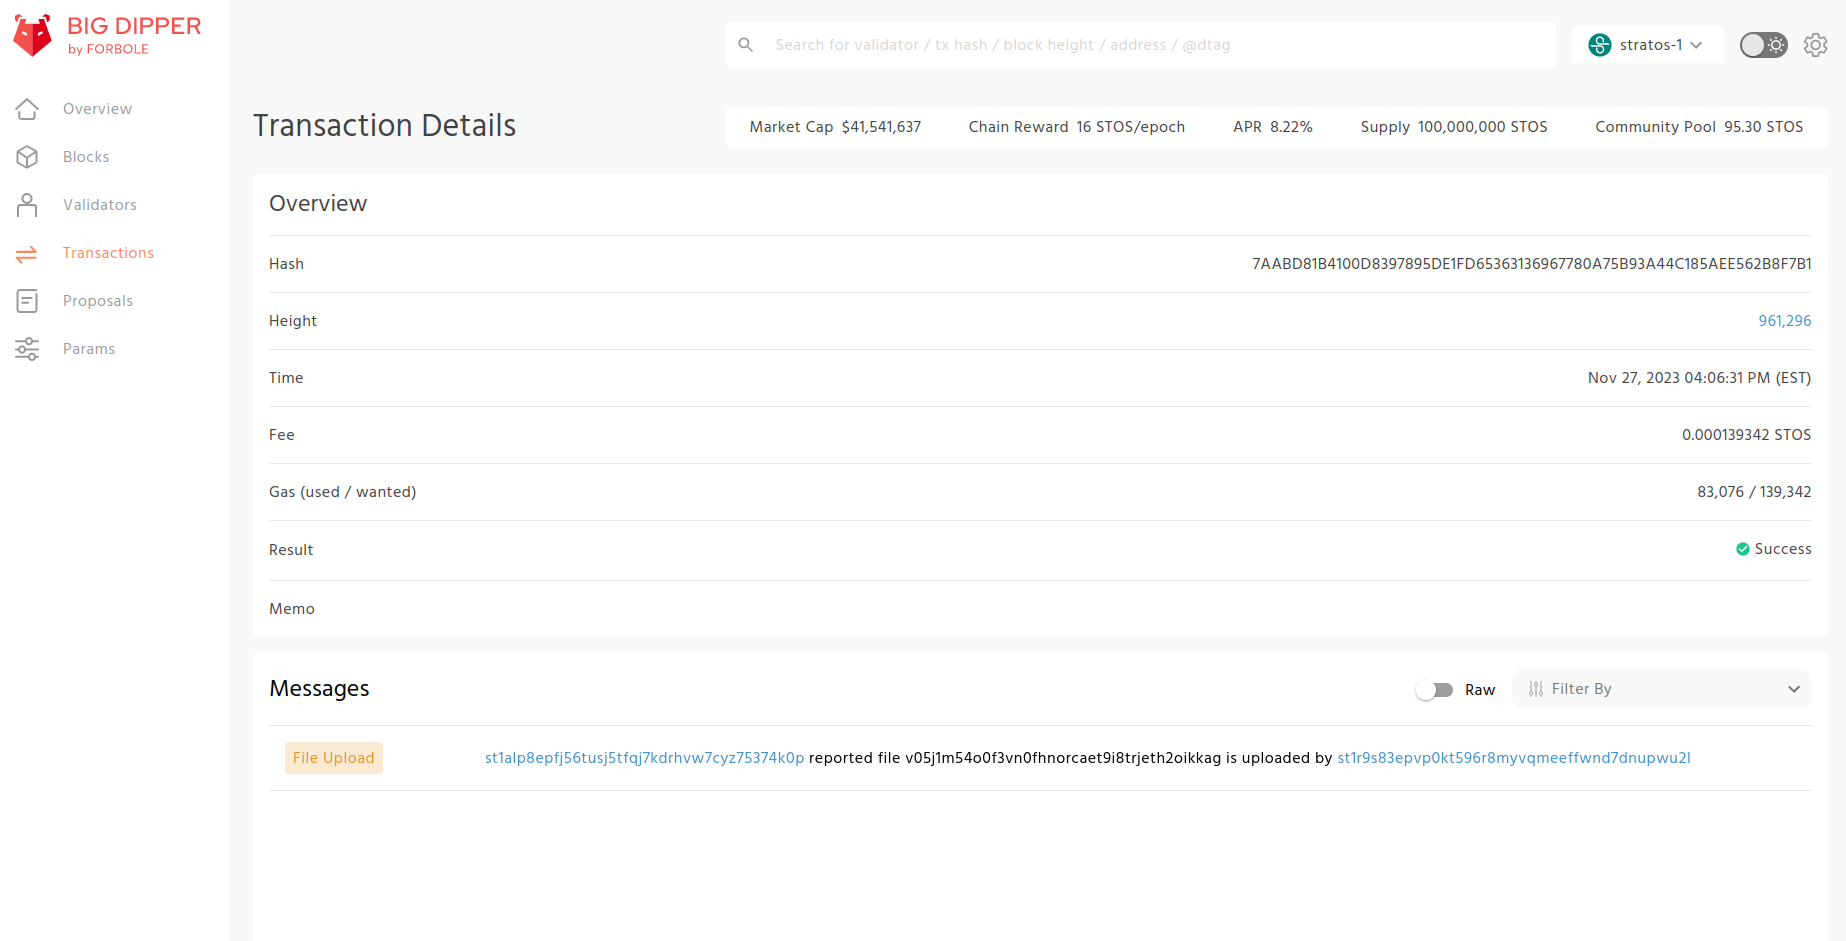 BIG DIPPER
by FORBOLE
Search for validator / tx hash / block height / address / @dtag
stratos-1
Overview
Blocks
Validators
Transactions
Proposals
Params
Transaction Details
Market Cap $41,541,637 Chain Reward 16 STOS/epoch APR 8.22% Supply 100,000,000 STOS Community Pool 95.30 STOS
Overview
Hash 7AABD81B4100D8397895DE1FD65363136967780A75B93A44C185AEE562B8F7B1
Height 961,296
Time Nov 27, 2023 04:06:31 PM (EST)
Fee 0.000139342 STOS
Gas (used / wanted) 83,076 / 139,342
Result Success
Memo
Messages Raw Filter By
File Upload st1alp8epfj56tusj5tfqj7kdrhvw7cyz75374k0p reported file v05j1m54o0f3vn0fhnorcaet9i8trjeth2oikkag is uploaded by st1r9s83epvp0kt596r8myvqmeeffwnd7dnupwu2l